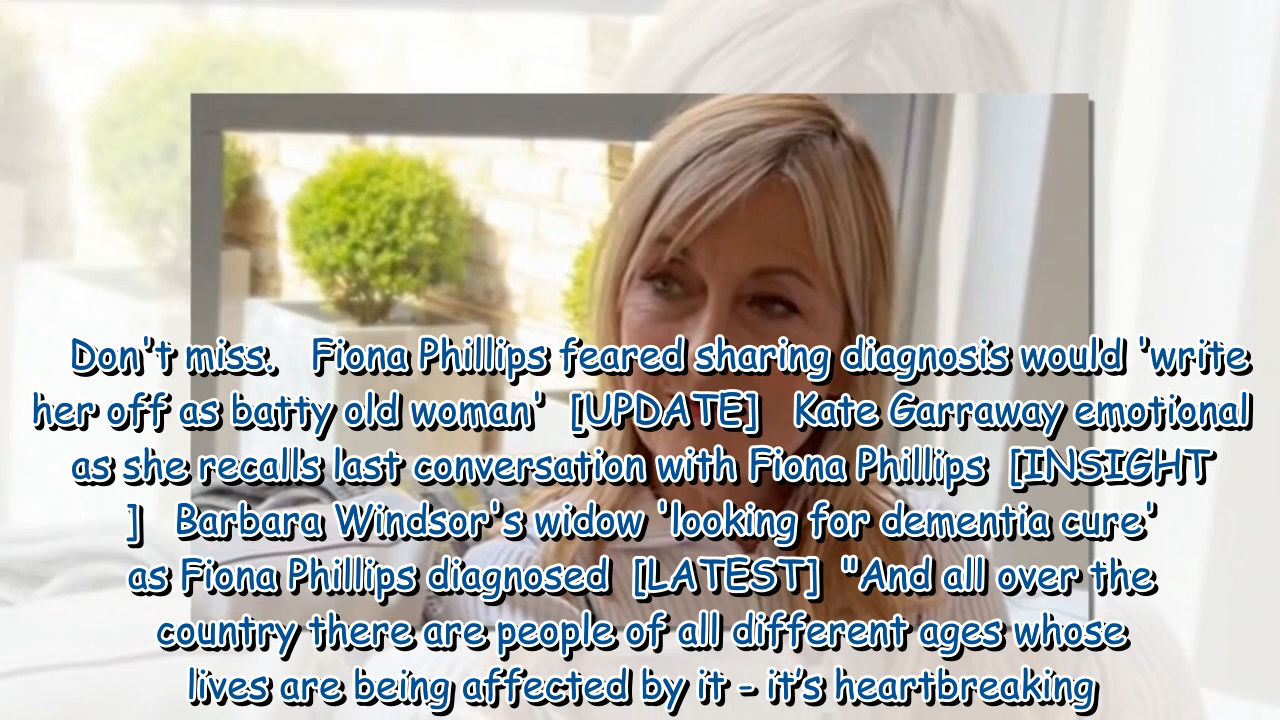 Don't miss.   Fiona Phillips feared sharing diagnosis would 'write
her off as batty old woman'  [UPDATE]   Kate Garraway emotional
as she recalls last conversation with Fiona Phillips  [INSIGHT
]   Barbara Windsor's widow 'looking for dementia cure'
as Fiona Phillips diagnosed  [LATEST]  "And all over the
country there are people of all different ages whose
lives are being affected by it - it’s heartbreaking